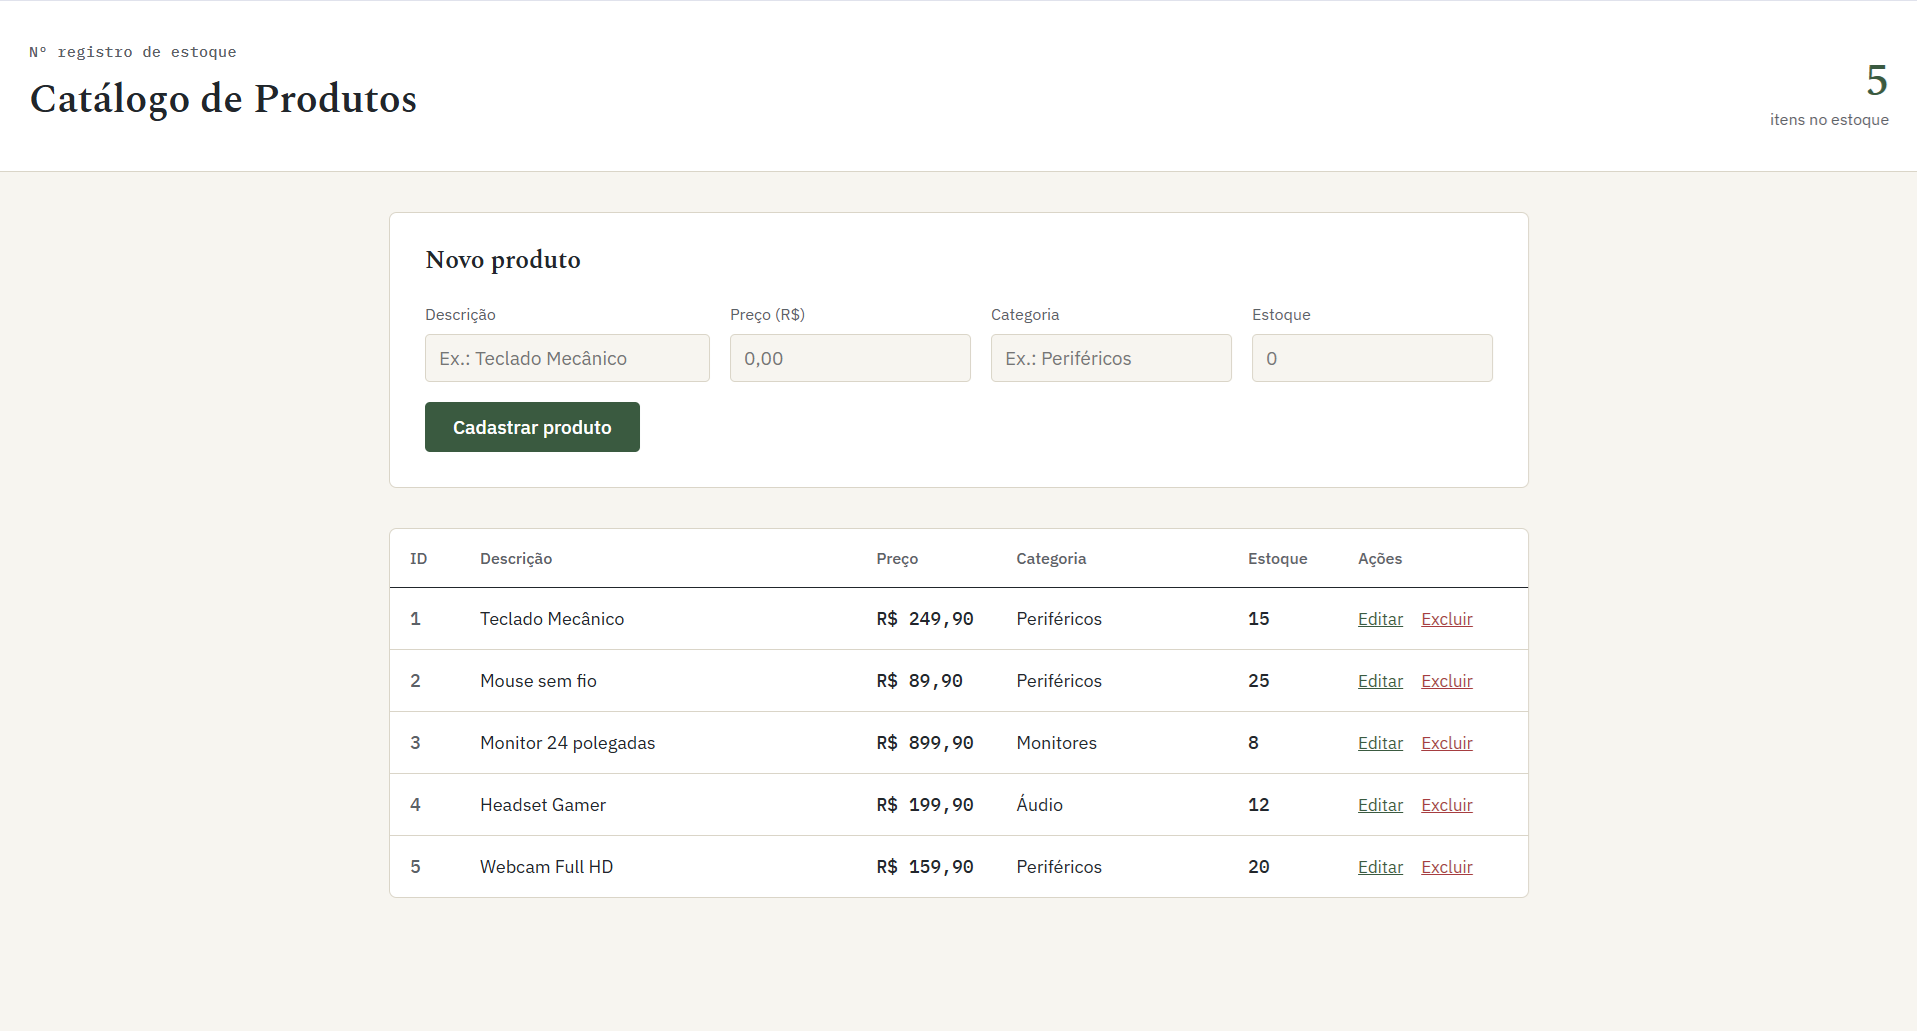 Nº registro de estoque
Catálogo de Produtos
5
itens no estoque
Novo produto
Descrição Preço (R$) Categoria Estoque
Ex.: Teclado Mecânico 0,00 Ex.: Periféricos 0
Cadastrar produto
ID Descrição Preço Categoria Estoque Ações
1 Teclado Mecânico R$ 249,90 Periféricos 15 Editar Excluir
2 Mouse sem fio R$ 89,90 Periféricos 25 Editar Excluir
3 Monitor 24 polegadas R$ 899,90 Monitores 8 Editar Excluir
4 Headset Gamer R$ 199,90 Áudio 12 Editar Excluir
5 Webcam Full HD R$ 159,90 Periféricos 20 Editar Excluir